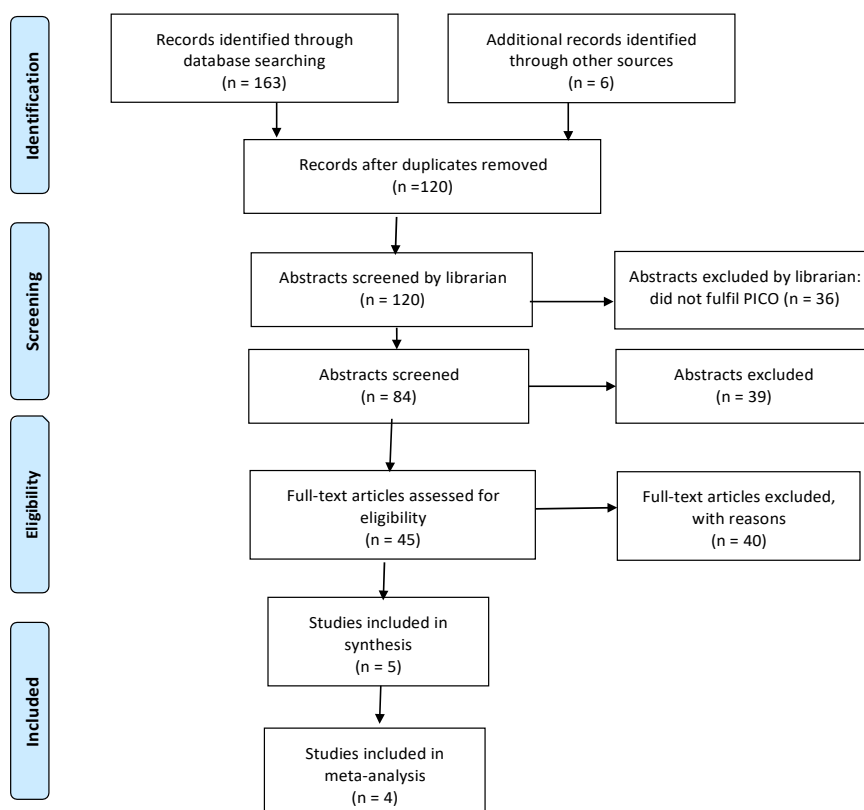 Identification
Records identified through
database searching
(n = 163)
Additional records identified
through other sources
(n = 6)
Records after duplicates removed
(n =120)
Screening
Abstracts screened by librarian
(n = 120)
Abstracts excluded by librarian:
did not fulfil PICO (n = 36)
Abstracts screened
(n = 84)
Abstracts excluded
(n = 39)
Eligibility
Full-text articles assessed for
eligibility
(n = 45)
Full-text articles excluded,
with reasons
(n = 40)
Included
Studies included in
synthesis
(n = 5)
Studies included in
meta-analysis
(n = 4)